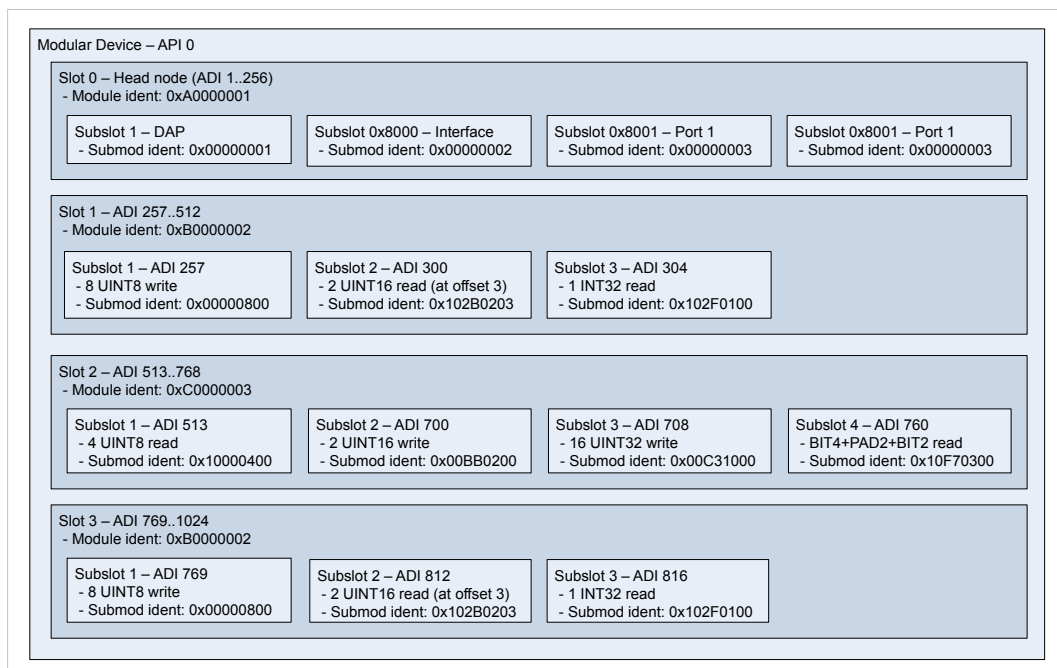 Modular Device – API 0
Slot 0 – Head node (ADI 1..256)
- Module ident: 0xA0000001
Subslot 1 – DAP
- Submod ident: 0x00000001
Subslot 0x8000 – Interface
- Submod ident: 0x00000002
Subslot 0x8001 – Port 1
- Submod ident: 0x00000003
Subslot 0x8001 – Port 1
- Submod ident: 0x00000003
Slot 1 – ADI 257..512
- Module ident: 0xB0000002
Subslot 1 – ADI 257
- 8 UINT8 write
- Submod ident: 0x00000800
Subslot 2 – ADI 300
- 2 UINT16 read (at offset 3)
- Submod ident: 0x102B0203
Subslot 3 – ADI 304
- 1 INT32 read
- Submod ident: 0x102F0100
Slot 2 – ADI 513..768
- Module ident: 0xC0000003
Subslot 1 – ADI 513
- 4 UINT8 read
- Submod ident: 0x10000400
Subslot 2 – ADI 700
- 2 UINT16 write
- Submod ident: 0x00BB0200
Subslot 3 – ADI 708
- 16 UINT32 write
- Submod ident: 0x00C31000
Subslot 4 – ADI 760
- BIT4+PAD2+BIT2 read
- Submod ident: 0x10F70300
Slot 3 – ADI 769..1024
- Module ident: 0xB0000002
Subslot 1 – ADI 769
- 8 UINT8 write
- Submod ident: 0x00000800
Subslot 2 – ADI 812
- 2 UINT16 read (at offset 3)
- Submod ident: 0x102B0203
Subslot 3 – ADI 816
- 1 INT32 read
- Submod ident: 0x102F0100